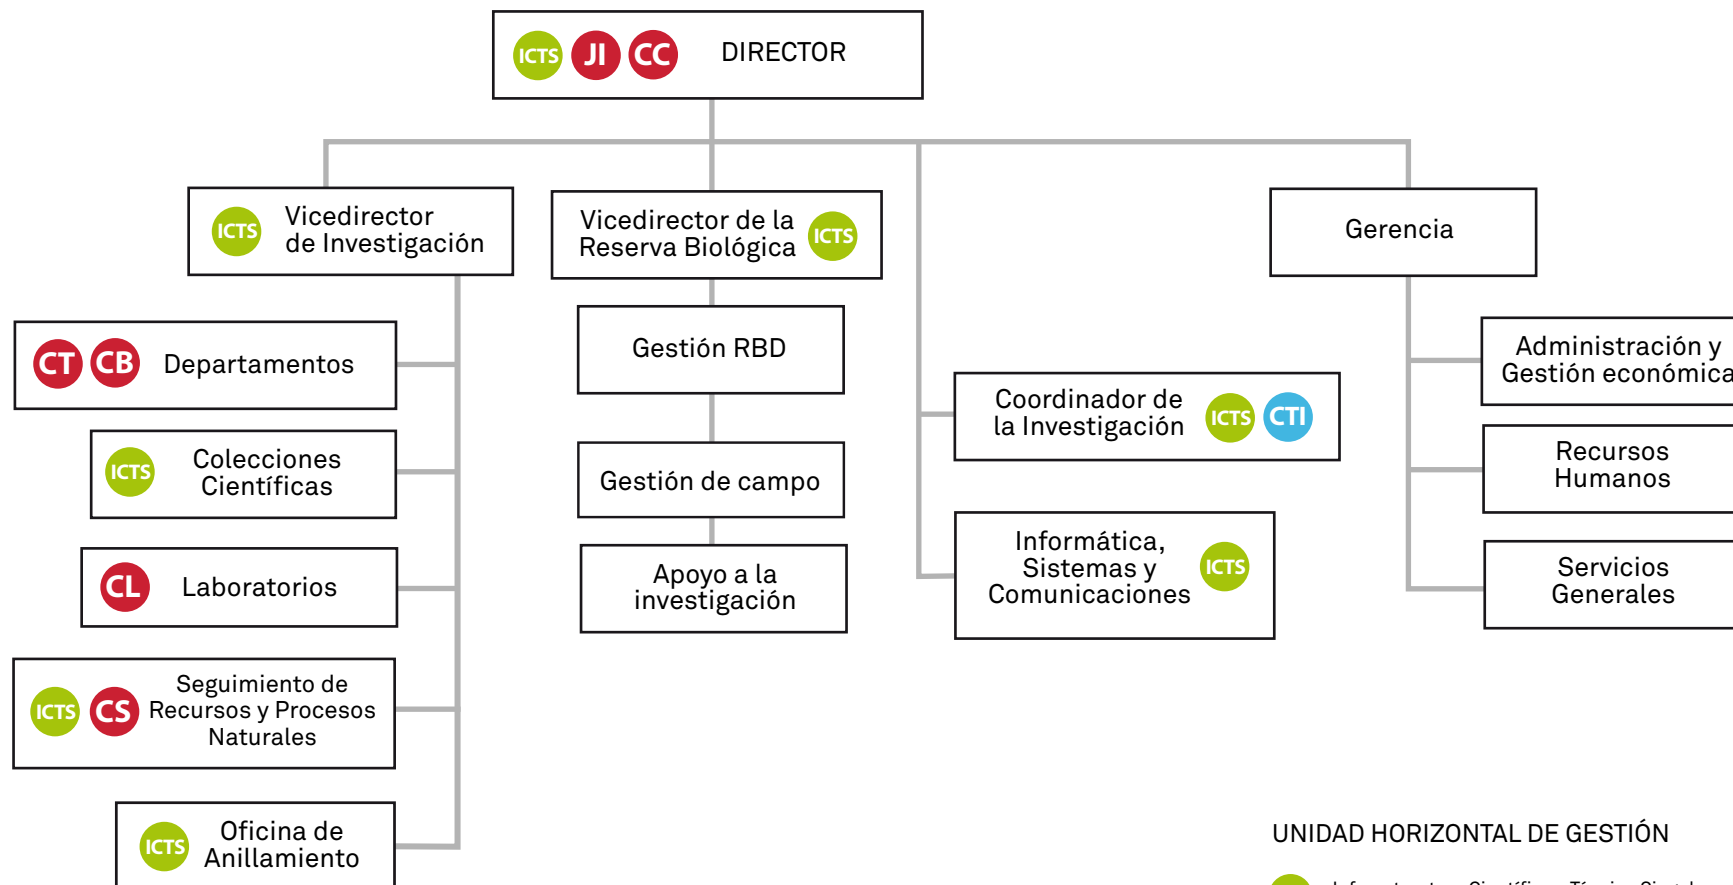 ICTS JI CC DIRECTOR
ICTS Vicedirector
de Investigación
Vicedirector de la
Reserva Biológica ICTS
Gerencia
CT CB Departamentos
ICTS Colecciones
Científicas
CL Laboratorios
ICTS CS Seguimiento de
Recursos y Procesos
Naturales
ICTS Oficina de
Anillamiento
Gestión RBD
Gestión de campo
Apoyo a la
investigación
Coordinador de
la Investigación ICTS CTI
Informática,
Sistemas y
Comunicaciones ICTS
Administración y
Gestión económica
Recursos
Humanos
Servicios
Generales
UNIDAD HORIZONTAL DE GESTIÓN